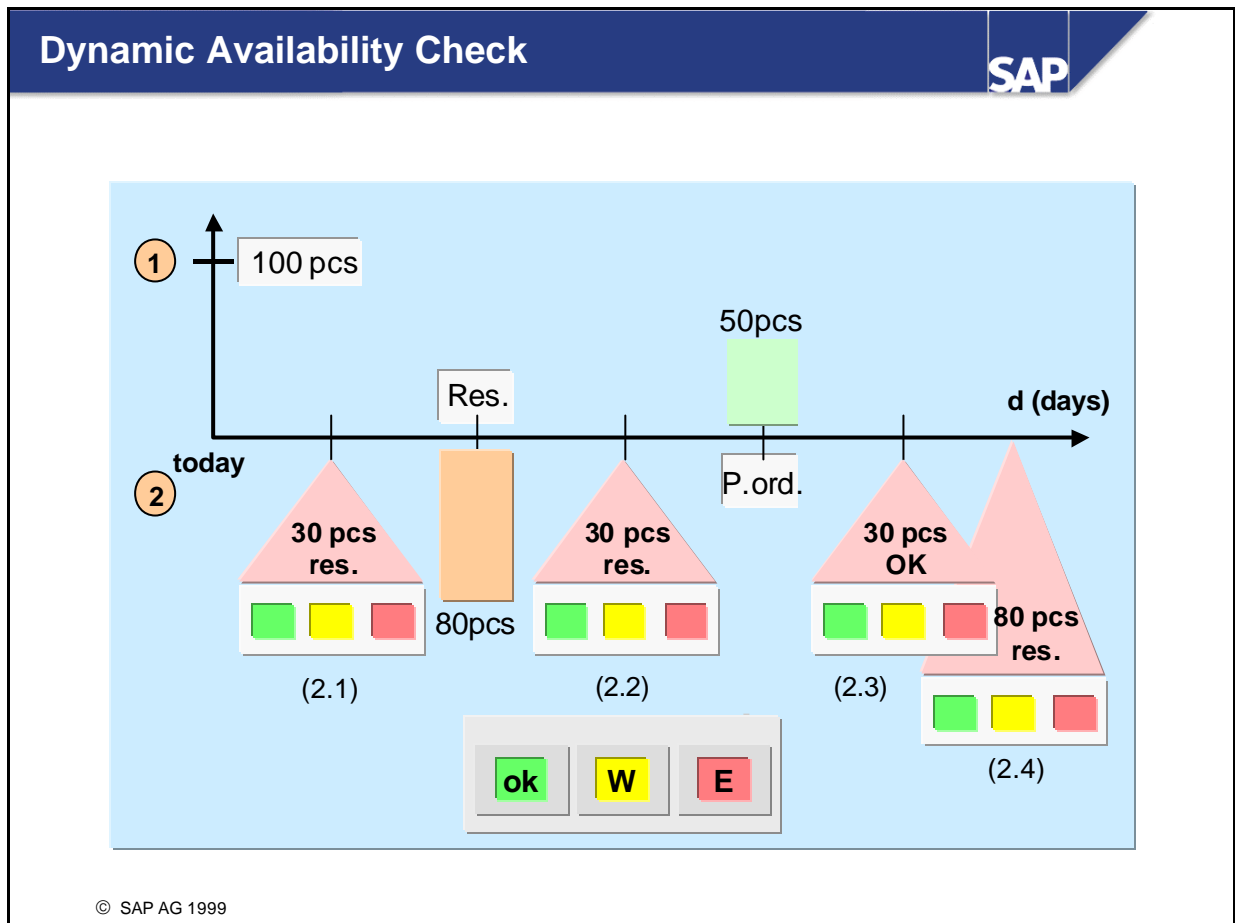 Dynamic Availability Check
SAP
1
100 pcs
50pcs
Res.
d (days)
today
2
P.ord.
30 pcs
res.
30 pcs
res.
30 pcs
OK
80pcs
80 pcs
res.
(2.1)
(2.2)
(2.3)
(2.4)
ok
W
E
© SAP AG 1999